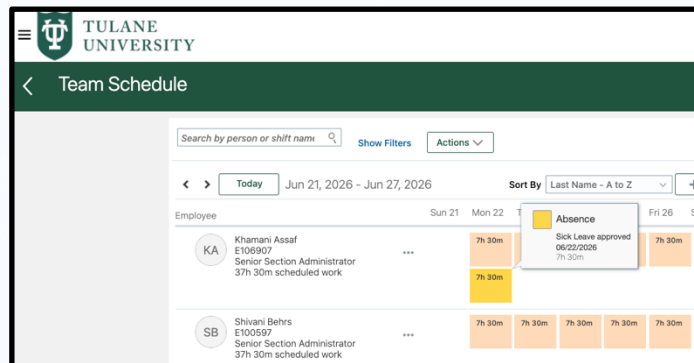 TULANE
UNIVERSITY
Team Schedule
Search by person or shift name
Show Filters
Actions
Today
Jun 21, 2026 - Jun 27, 2026
Sort By
Last Name - A to Z
Employee
Sun 21
Mon 22
Fri 26
Absence
Sick Leave approved
06/22/2026
7h 30m
KA
Khamani Assaf
E106907
Senior Section Administrator
37h 30m scheduled work
7h 30m
7h 30m
7h 30m
SB
Shivani Behrs
E100597
Senior Section Administrator
37h 30m scheduled work
7h 30m
7h 30m
7h 30m
7h 30m
7h 30m